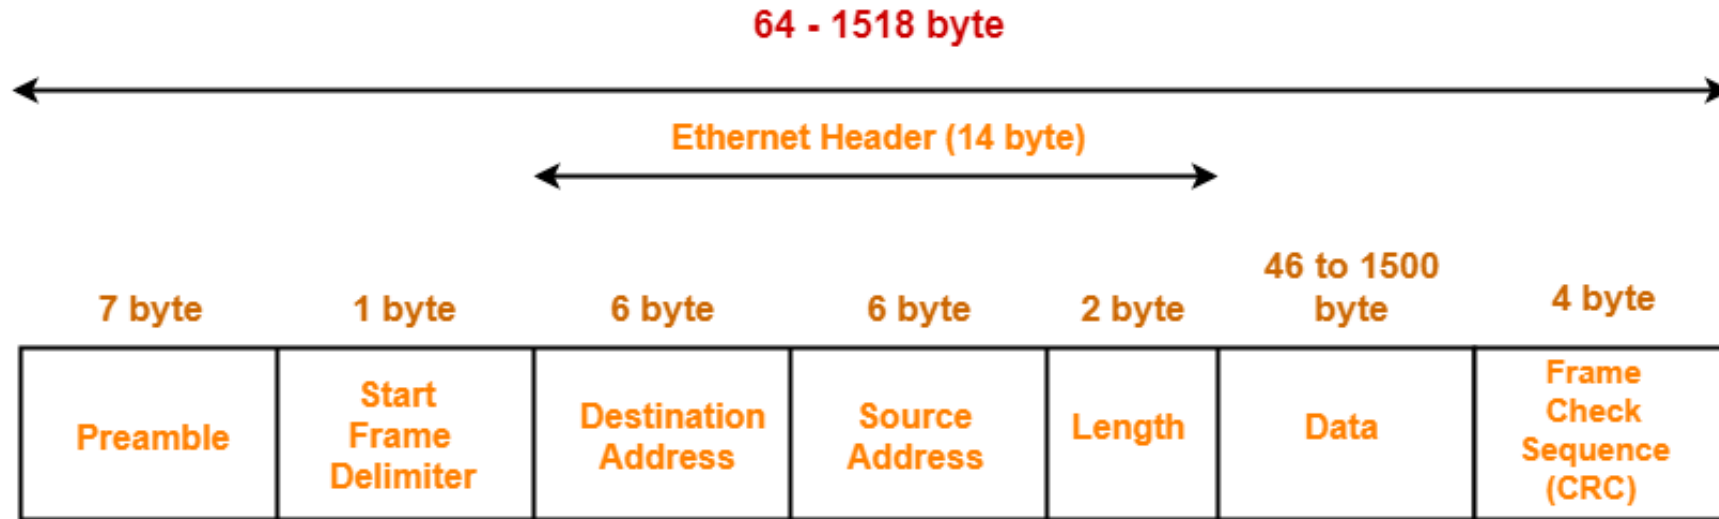 64 - 1518 byte
Ethernet Header (14 byte)
7 byte
1 byte
6 byte
6 byte
2 byte
46 to 1500
byte
4 byte
Preamble
Start
Frame
Delimiter
Destination
Address
Source
Address
Length
Data
Frame
Check
Sequence
(CRC)